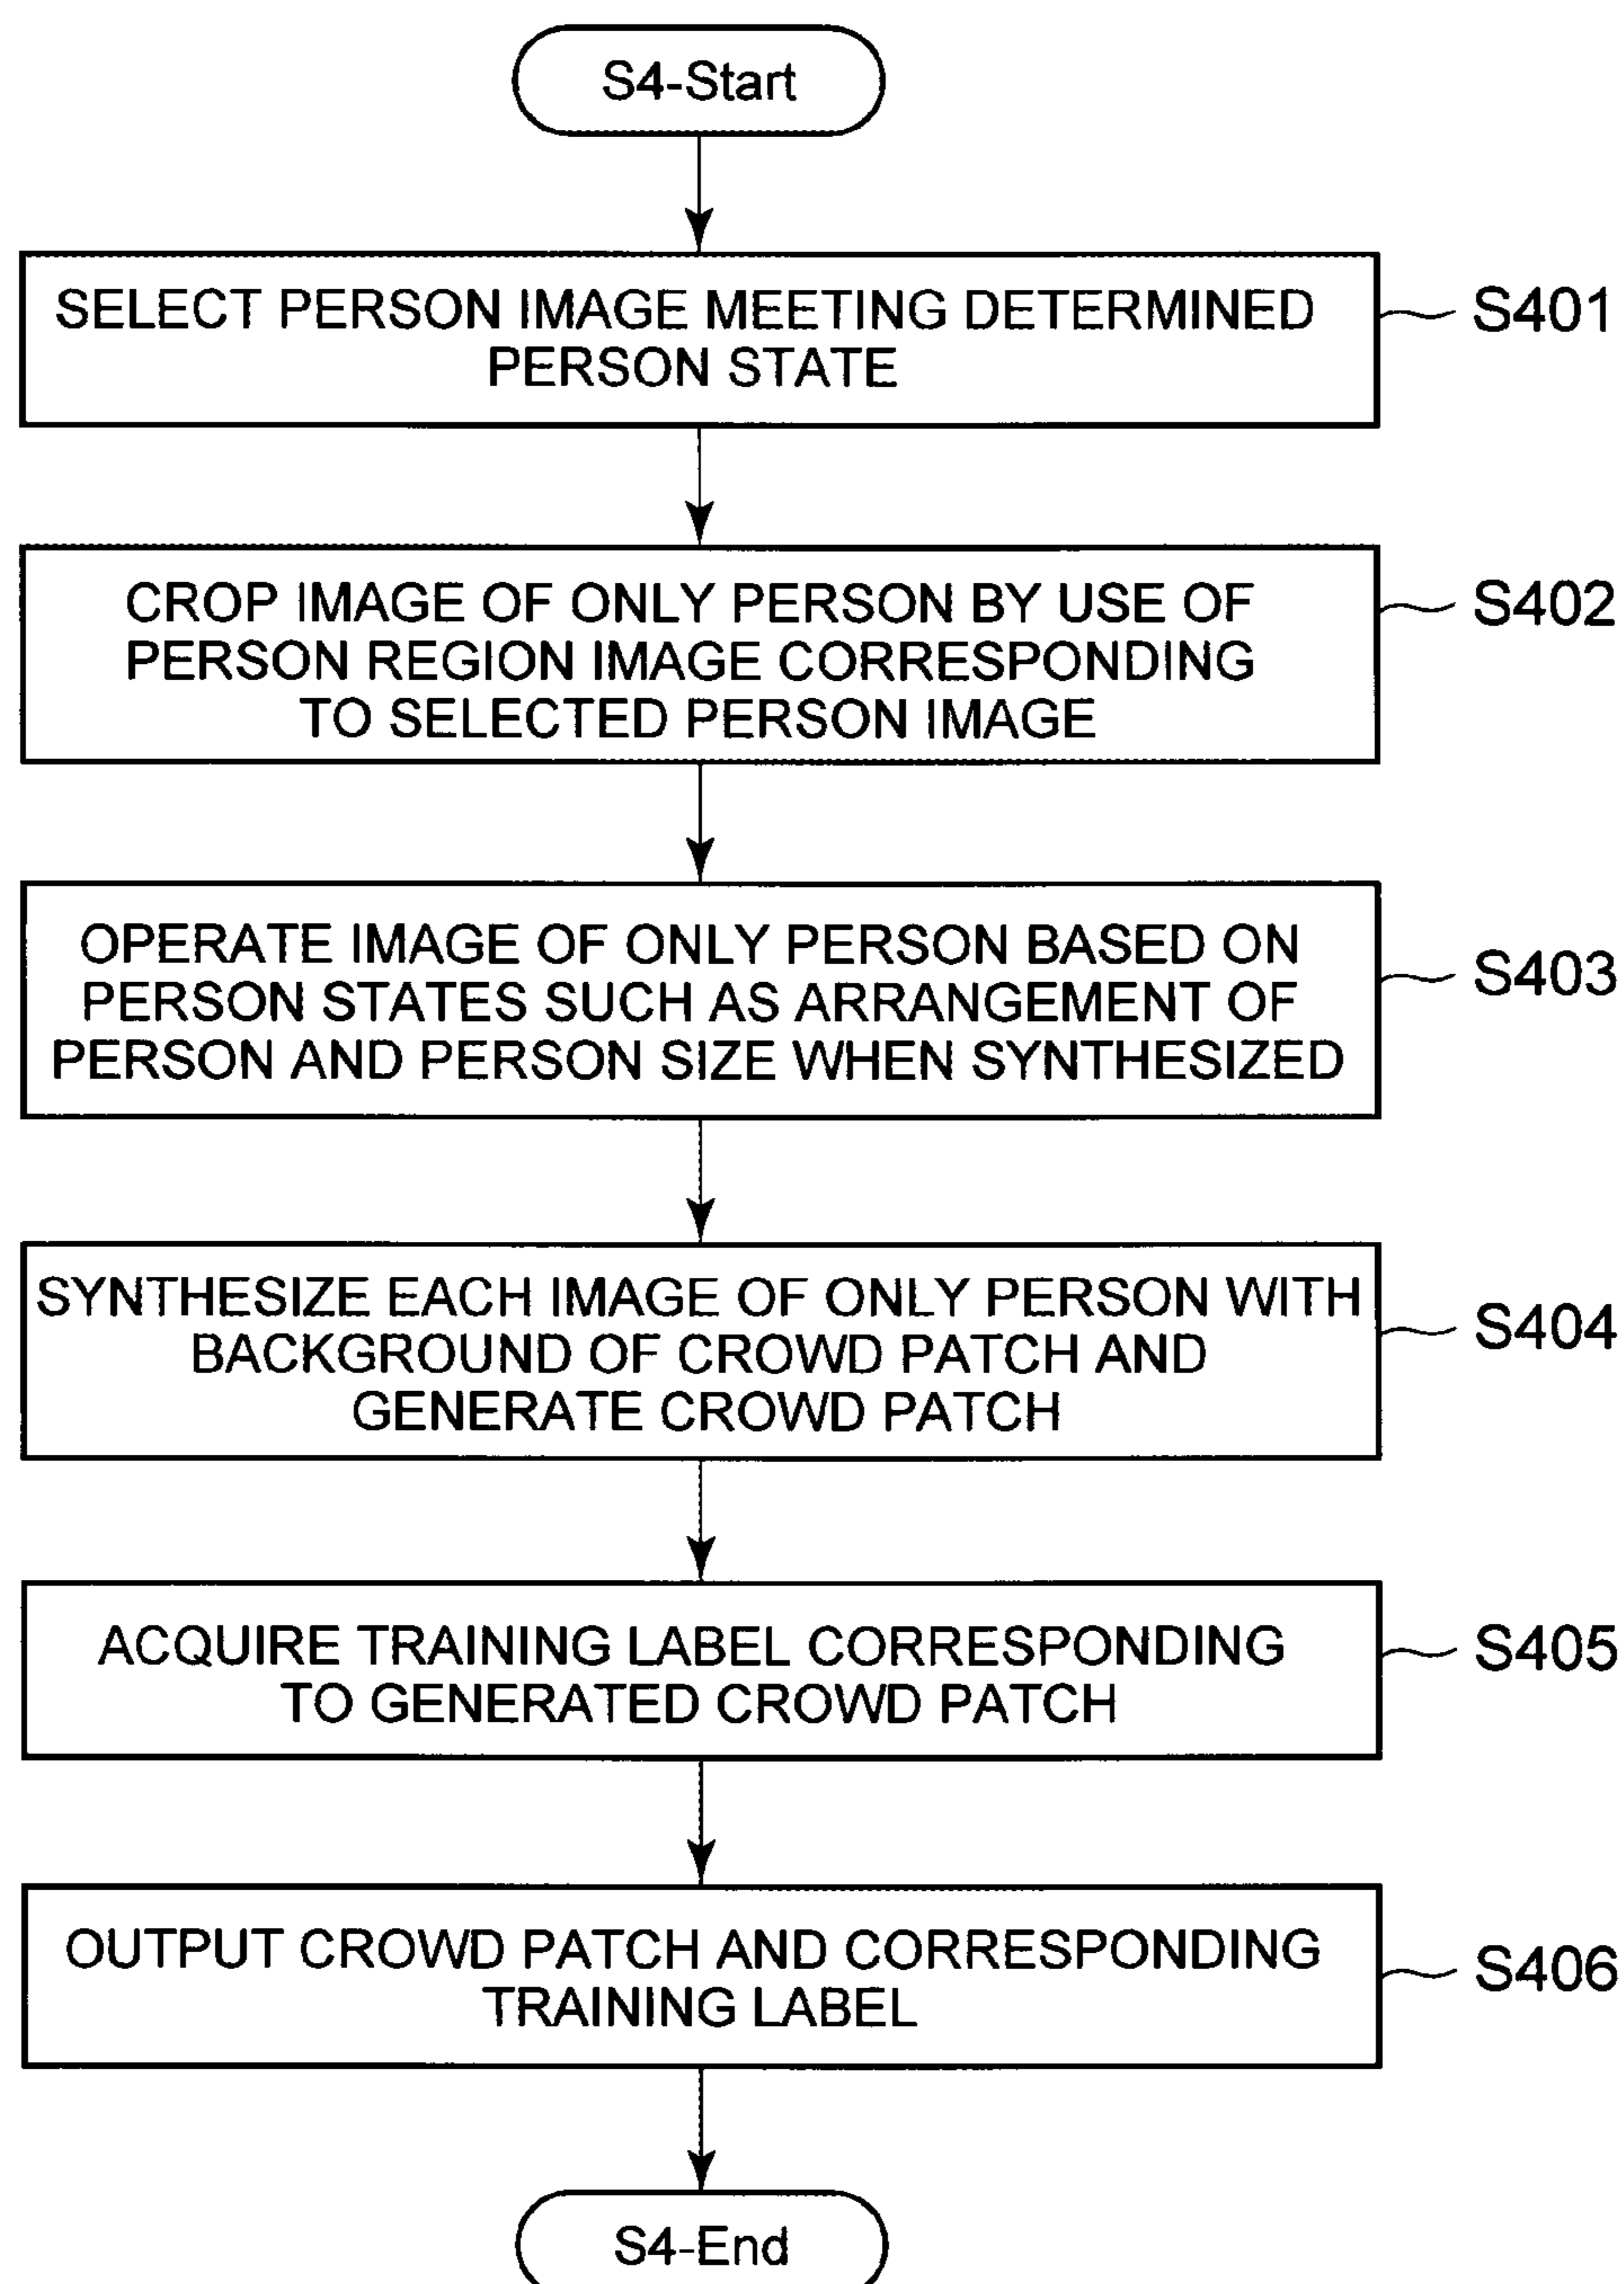 S4-Start
SELECT PERSON IMAGE MEETING DETERMINED
PERSON STATE
S401
CROP IMAGE OF ONLY PERSON BY USE OF
PERSON REGION IMAGE CORRESPONDING
TO SELECTED PERSON IMAGE
S402
OPERATE IMAGE OF ONLY PERSON BASED ON
PERSON STATES SUCH AS ARRANGEMENT OF
PERSON AND PERSON SIZE WHEN SYNTHESIZED
S403
SYNTHESIZE EACH IMAGE OF ONLY PERSON WITH
BACKGROUND OF CROWD PATCH AND
GENERATE CROWD PATCH
S404
ACQUIRE TRAINING LABEL CORRESPONDING
TO GENERATED CROWD PATCH
S405
OUTPUT CROWD PATCH AND CORRESPONDING
TRAINING LABEL
S406
S4-End